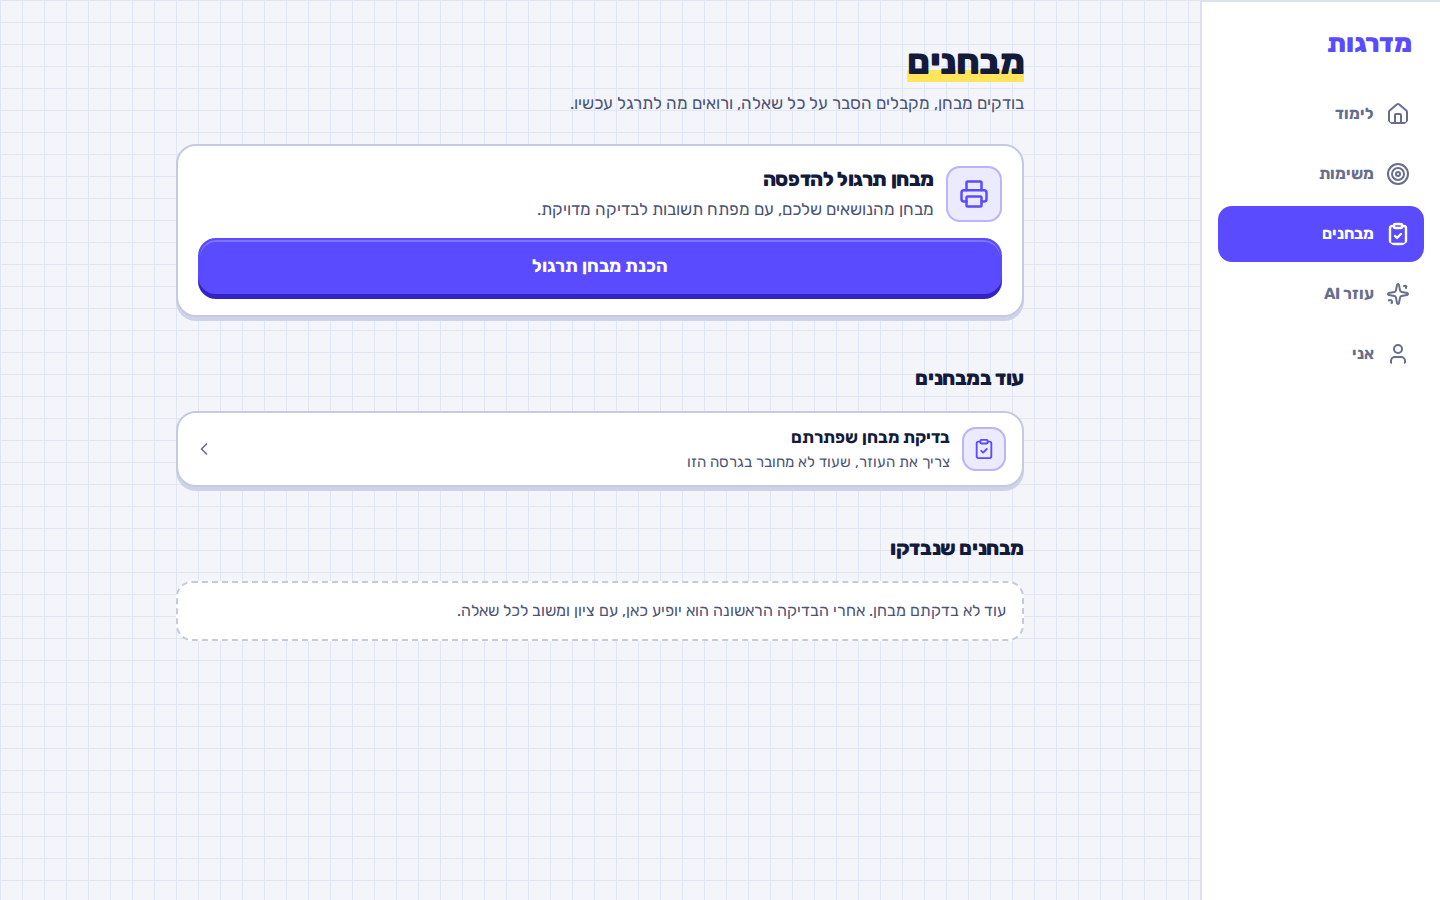 מדרגות
לימוד
משימות
מבחנים
עוזר AI
אני
מבחנים
בודקים מבחן, מקבלים הסבר על כל שאלה, ורואים מה לתרגל עכשיו.
מבחן תרגול להדפסה
מבחן מהנושאים שלכם, עם מפתח תשובות לבדיקה מדויקת.
הכנת מבחן תרגול
עוד במבחנים
בדיקת מבחן שפתרתם
צריך את העוזר, שעוד לא מחובר בגרסה הזו
מבחנים שנבדקו
עוד לא בדקתם מבחן. אחרי הבדיקה הראשונה הוא יופיע כאן, עם ציון ומשוב לכל שאלה.